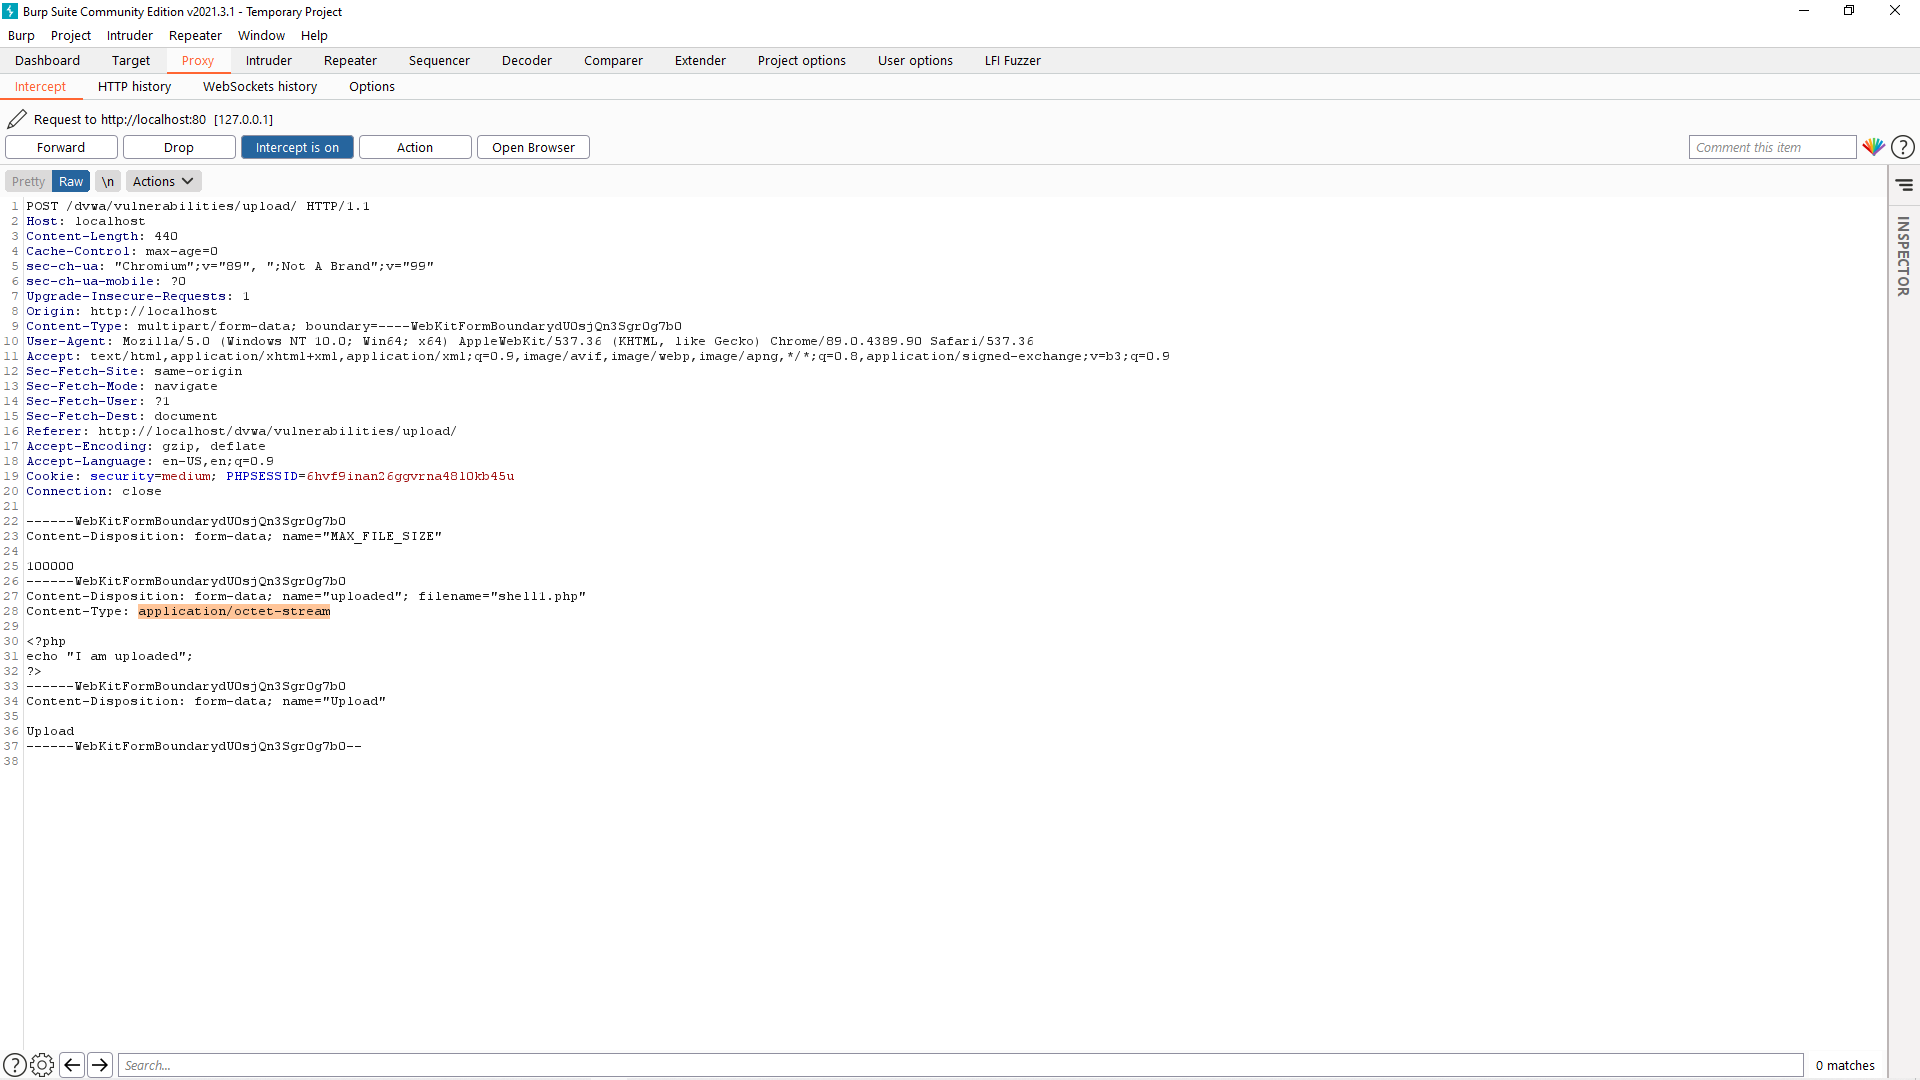 Burp Suite Community Edition v2021.3.1 - Temporary Project
Burp Project Intruder Repeater Window Help
Dashboard Target Proxy Intruder Repeater Sequencer Decoder Comparer Extender Project options User options LFI Fuzzer
Intercept HTTP history WebSockets history Options
Request to http://localhost:80 [127.0.0.1]
Forward Drop Intercept is on Action Open Browser Comment this item ?
Pretty Raw \n Actions
INSPECTOR
1 POST /dvwa/vulnerabilities/upload/ HTTP/1.1
2 Host: localhost
3 Content-Length: 440
4 Cache-Control: max-age=0
5 sec-ch-ua: "Chromium";v="89", ";Not A Brand";v="99"
6 sec-ch-ua-mobile: ?0
7 Upgrade-Insecure-Requests: 1
8 Origin: http://localhost
9 Content-Type: multipart/form-data; boundary=----WebKitFormBoundarydU0sjQn3SgrOg7b0
10 User-Agent: Mozilla/5.0 (Windows NT 10.0; Win64; x64) AppleWebKit/537.36 (KHTML, like Gecko) Chrome/89.0.4389.90 Safari/537.36
11 Accept: text/html,application/xhtml+xml,application/xml;q=0.9,image/avif,image/webp,image/apng,*/*;q=0.8,application/signed-exchange;v=b3;q=0.9
12 Sec-Fetch-Site: same-origin
13 Sec-Fetch-Mode: navigate
14 Sec-Fetch-User: ?1
15 Sec-Fetch-Dest: document
16 Referer: http://localhost/dvwa/vulnerabilities/upload/
17 Accept-Encoding: gzip, deflate
18 Accept-Language: en-US,en;q=0.9
19 Cookie: security=medium; PHPSESSID=6hvf9inan26ggvrna4810kb45u
20 Connection: close
21
22 ------WebKitFormBoundarydU0sjQn3SgrOg7b0
23 Content-Disposition: form-data; name="MAX_FILE_SIZE"
24
25 100000
26 ------WebKitFormBoundarydU0sjQn3SgrOg7b0
27 Content-Disposition: form-data; name="uploaded"; filename="shell1.php"
28 Content-Type: application/octet-stream
29
30 <?php
31 echo "I am uploaded";
32 ?>
33 ------WebKitFormBoundarydU0sjQn3SgrOg7b0
34 Content-Disposition: form-data; name="Upload"
35
36 Upload
37 ------WebKitFormBoundarydU0sjQn3SgrOg7b0--
38
? Search... 0 matches